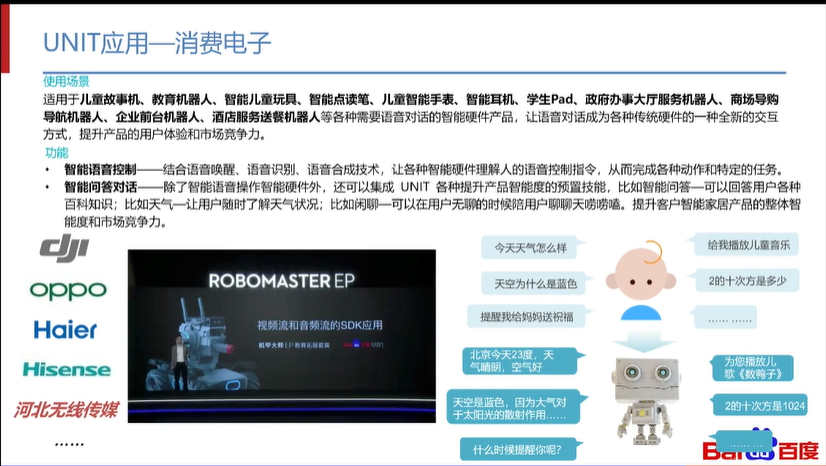 UNIT应用—消费电子
使用场景
适用于儿童故事机、教育机器人、智能儿童玩具、智能点读笔、儿童智能手表、智能耳机、学生Pad、政府办事大厅服务机器人、商场导购
导航机器人、企业前台机器人、酒店服务送餐机器人等各种需要语音对话的智能硬件产品，让语音对话成为各种传统硬件的一种全新的交互
方式，提升产品的用户体验和市场竞争力。
功能
• 智能语音控制——结合语音唤醒、语音识别、语音合成技术，让各种智能硬件理解人的语音控制指令，从而完成各种动作和特定的任务。
• 智能问答对话——除了智能语音操作智能硬件外，还可以集成 UNIT 各种提升产品智能度的预置技能，比如智能问答—可以回答用户各种
百科知识；比如天气—让用户随时了解天气状况；比如闲聊—可以在用户无聊的时候陪用户聊聊天唠唠嗑。提升客户智能家居产品的整体智
能度和市场竞争力。
dji
oppo
Haier
Hisense
河北无线传媒
……
ROBOMASTER EP
视频流和音频流的SDK应用
机甲大师 EP 教育拓展套装
今天天气怎么样
天空为什么是蓝色
提醒我给妈妈送祝福
给我播放儿童音乐
2的十次方是多少
…… ……
北京今天23度，天
气晴朗，空气好
天空是蓝色，因为大气对
于太阳光的散射作用……
什么时候提醒你呢？
为您播放儿
歌《数鸭子》
2的十次方是1024
…… …
Bai du 百度